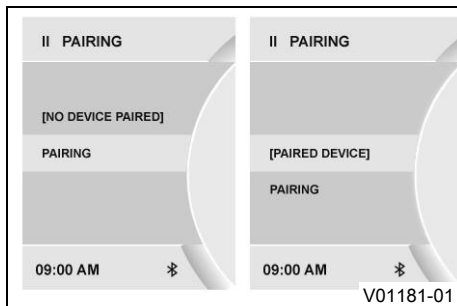 II PAIRING
[NO DEVICE PAIRED]
PAIRING
09:00 AM
II PAIRING
[PAIRED DEVICE]
PAIRING
09:00 AM
V01181-01